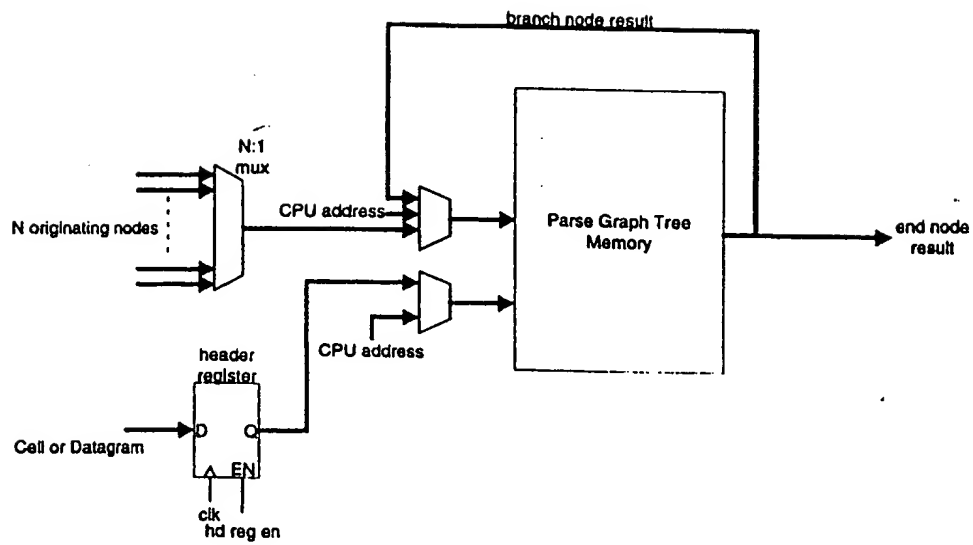 branch node result
N:1
mux
CPU address
N originating nodes
Parse Graph Tree
Memory
end node
result
CPU address
header
register
D
Q
Cell or Datagram
EN
clk
hd reg en